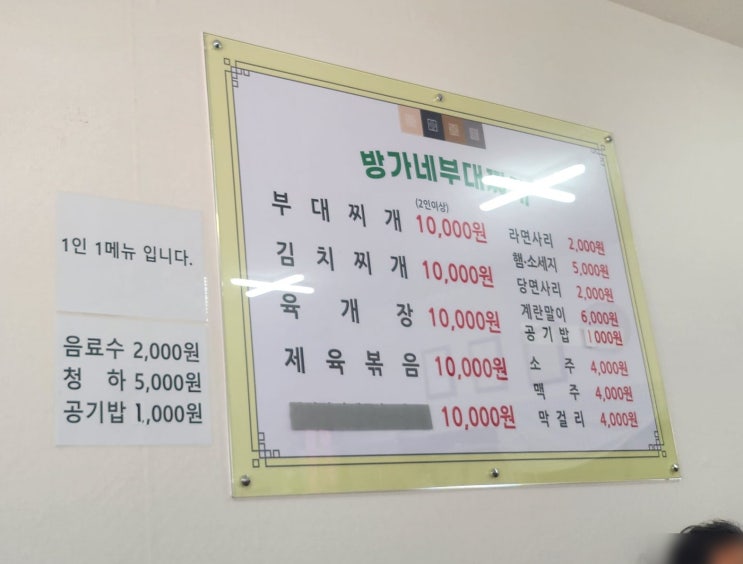 방가네부대찌개
부대찌개 (2인이상) 10,000원
김치찌개 10,000원
육개장 10,000원
제육볶음 10,000원
10,000원
라면사리 2,000원
햄·소세지 5,000원
당면사리 2,000원
계란말이 6,000원
공기밥 1000원
소주 4,000원
맥주 4,000원
막걸리 4,000원
1인 1메뉴 입니다.
음료수 2,000원
청하 5,000원
공기밥 1,000원